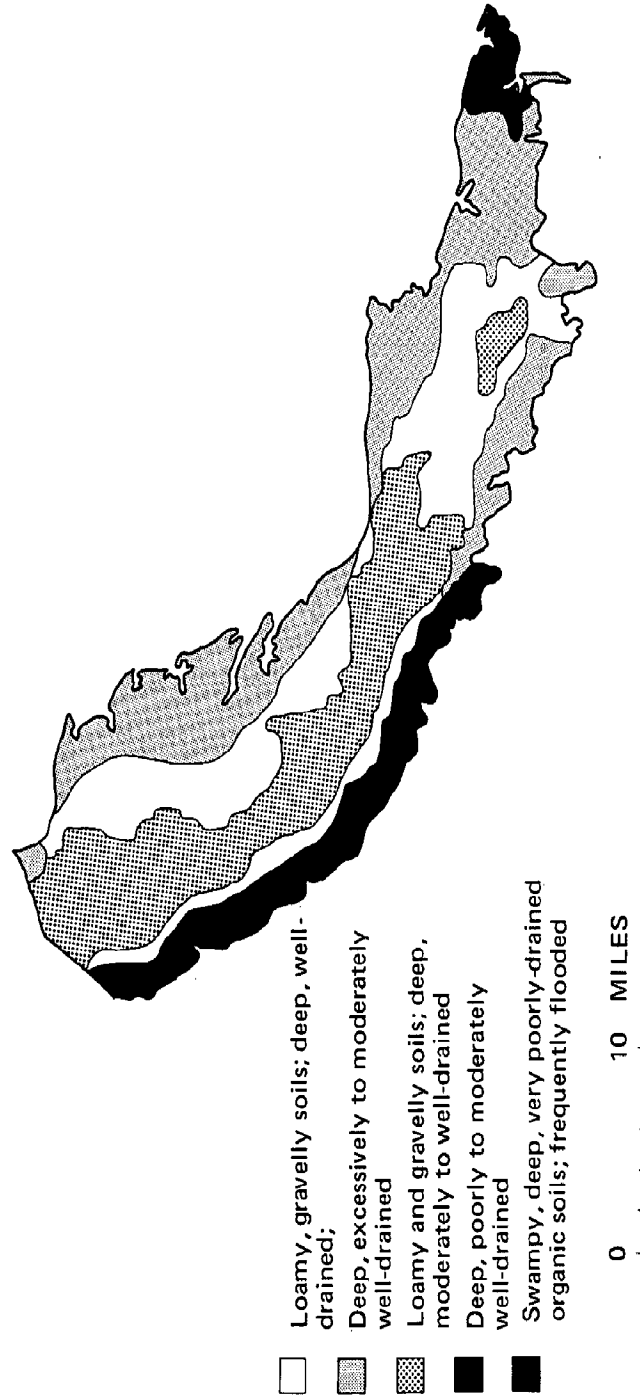 Loamy, gravelly soils; deep, well-
drained;
Deep, excessively to moderately
well-drained
Loamy and gravelly soils; deep,
moderately to well-drained
Deep, poorly to moderately
well-drained
Swampy, deep, very poorly-drained
organic soils; frequently flooded
0 10 MILES